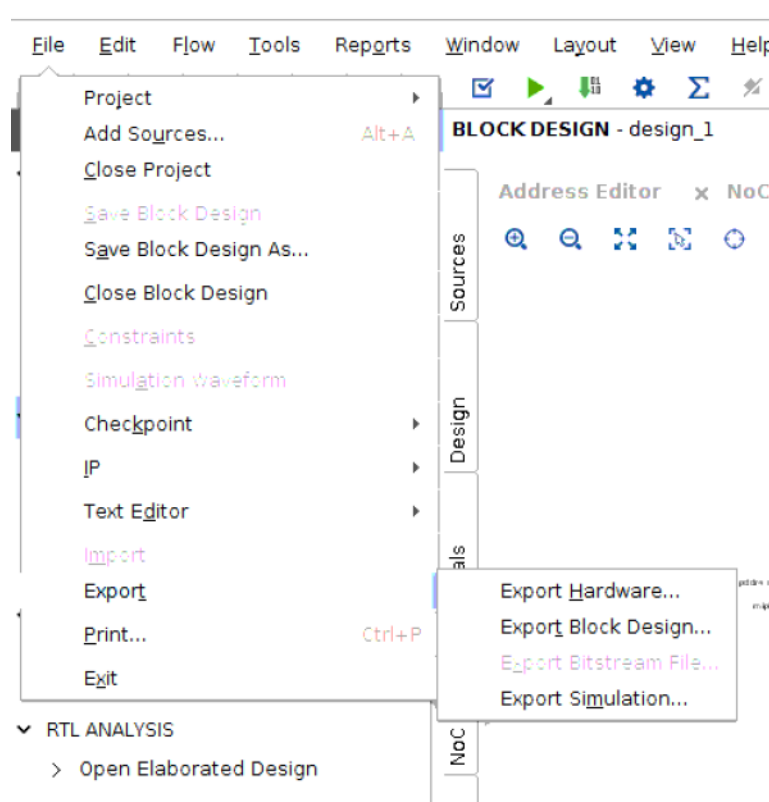 File Edit Flow Tools Reports Window Layout View Help
Project
Add Sources... Alt+A
Close Project
Save Block Design
Save Block Design As...
Close Block Design
Constraints
Simulation Waveform
Checkpoint
IP
Text Editor
Import
Export
Print... Ctrl+P
Exit
BLOCK DESIGN - design_1
Address Editor x NoC
Sources
Design
als
Export Hardware...
Export Block Design...
Export Bitstream File...
Export Simulation...
NoC
RTL ANALYSIS
Open Elaborated Design